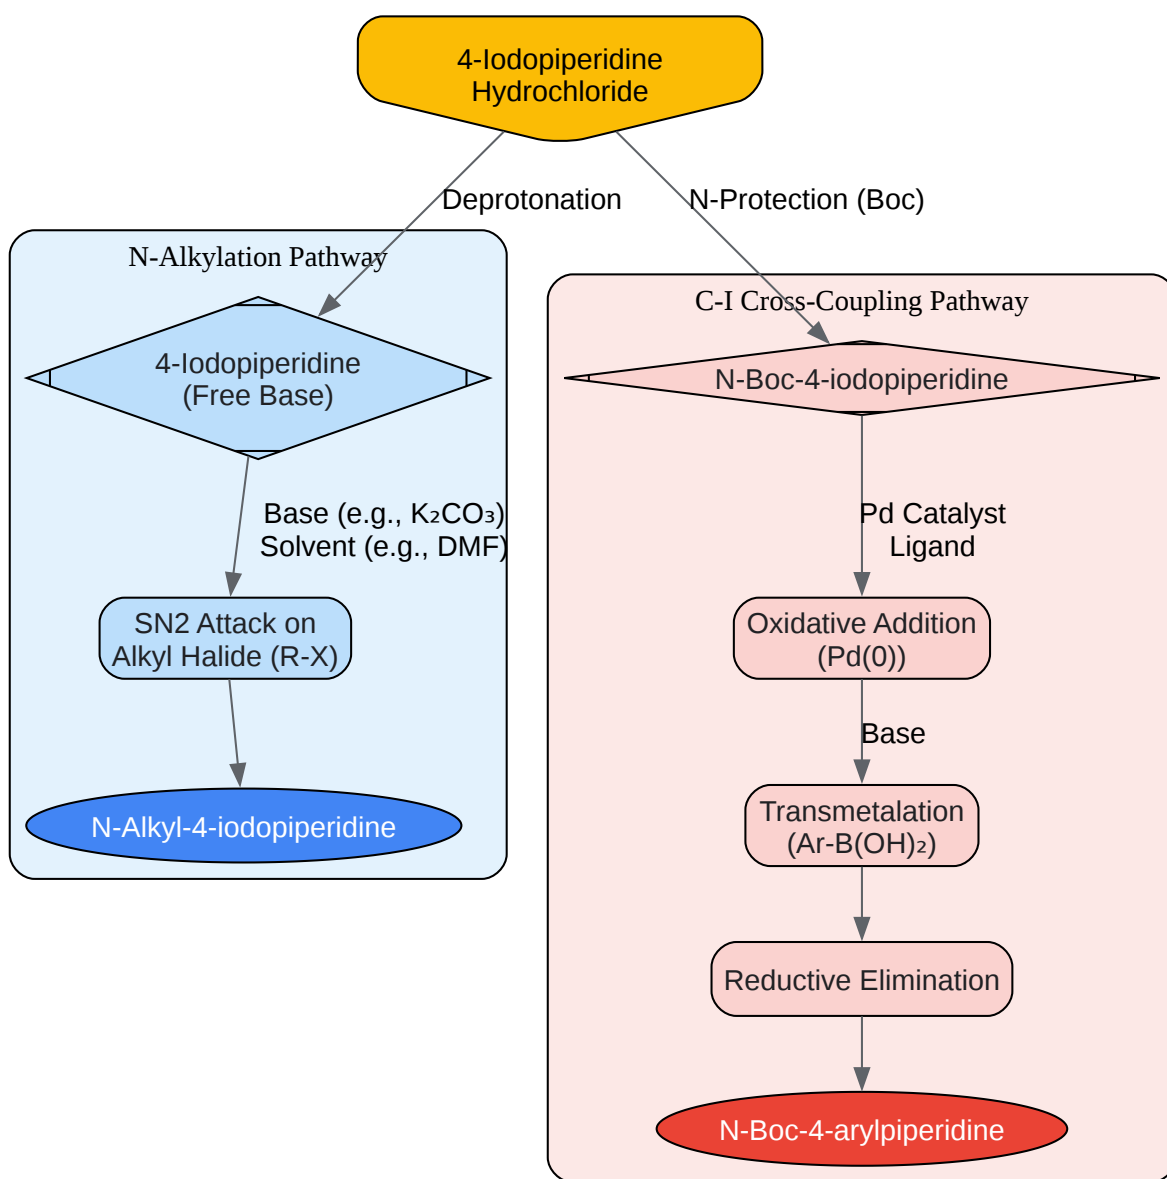 4-Iodopiperidine
Hydrochloride
Deprotonation
N-Protection (Boc)
N-Alkylation Pathway
4-Iodopiperidine
(Free Base)
Base (e.g., K₂CO₃)
Solvent (e.g., DMF)
SN2 Attack on
Alkyl Halide (R-X)
N-Alkyl-4-iodopiperidine
C-I Cross-Coupling Pathway
N-Boc-4-iodopiperidine
Pd Catalyst
Ligand
Oxidative Addition
(Pd(0))
Base
Transmetalation
(Ar-B(OH)₂)
Reductive Elimination
N-Boc-4-arylpiperidine